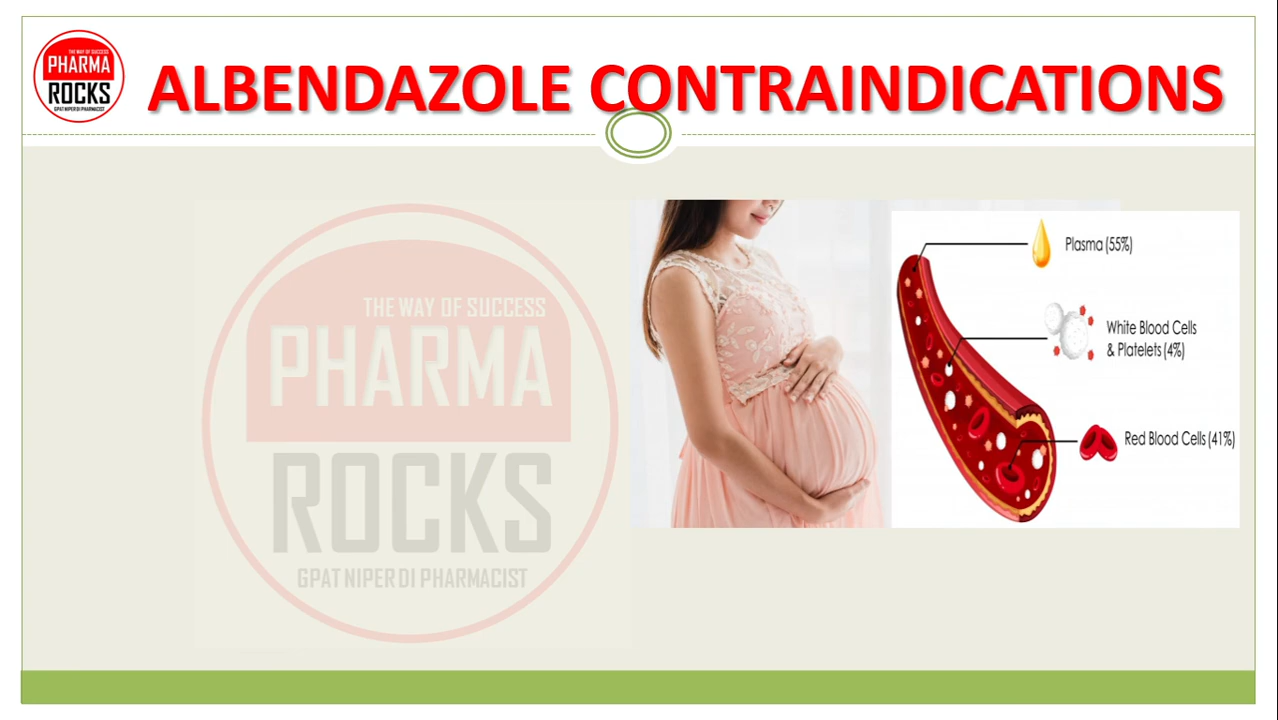 THE WAY OF SUCCESS
PHARMA
ROCKS
GPAT NIPER DI PHARMACIST
ALBENDAZOLE CONTRAINDICATIONS
THE WAY OF SUCCESS
PHARMA
ROCKS
GPAT NIPER DI PHARMACIST
Plasma (55%)
White Blood Cells
& Platelets (4%)
Red Blood Cells (41%)